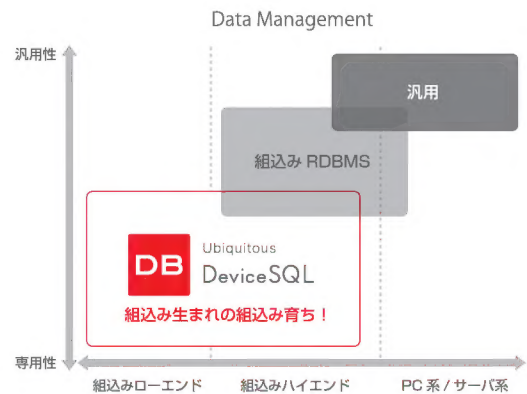 Data Management
汎用性
汎用
組込み RDBMS
DB
Ubiquitous
DeviceSQL
組込み生まれの組込み育ち！
専用性
組込みローエンド
組込みハイエンド
PC 系 / サーバ系